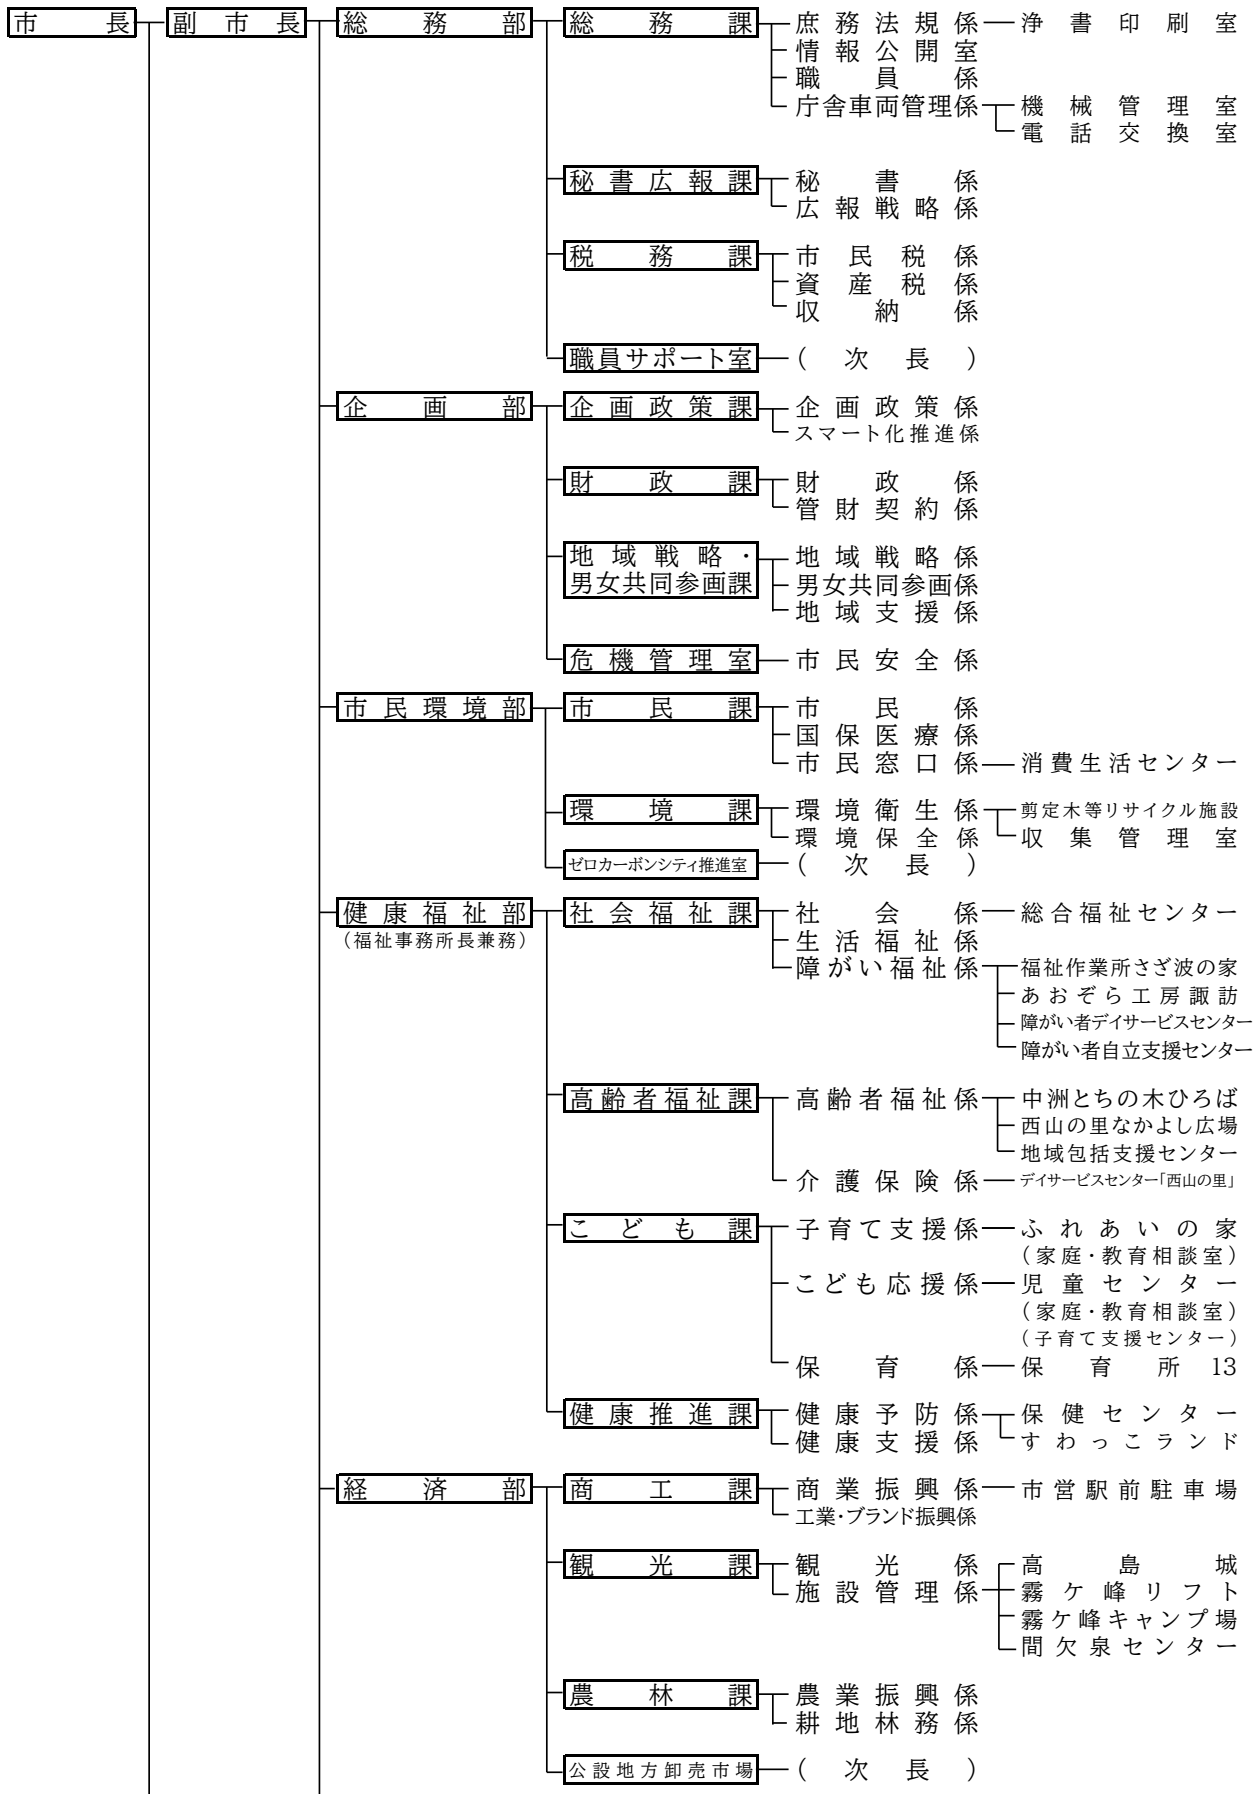 市長 副市長 総務部 総務課 庶務法規係 浄書印刷室
情報公開室
職員係
庁舎車両管理係 機械管理室
電話交換室
秘書広報課 秘書係
広報戦略係
税務課 市民税係
資産税係
収納係
職員サポート室 (次長)
企画部 企画政策課 企画政策係
スマート化推進係
財政課 財政係
管財契約係
地域戦略・ 地域戦略係
男女共同参画課 男女共同参画係
地域支援係
危機管理室 市民安全係
市民環境部 市民課 市民係
国保医療係
市民窓口係 消費生活センター
環境課 環境衛生係 剪定木等リサイクル施設
環境保全係 収集管理室
ゼロカーボンシティ推進室 (次長)
健康福祉部 社会福祉課 社会係 総合福祉センター
(福祉事務所長兼務) 生活福祉係
障がい福祉係 福祉作業所さざ波の家
あおぞら工房諏訪
障がい者デイサービスセンター
障がい者自立支援センター
高齢者福祉課 高齢者福祉係 中洲とちの木ひろば
西山の里なかよし広場
地域包括支援センター
介護保険係 デイサービスセンター「西山の里」
こども課 子育て支援係 ふれあいの家
(家庭・教育相談室)
こども応援係 児童センター
(家庭・教育相談室)
(子育て支援センター)
保育係 保育所13
健康推進課 健康予防係 保健センター
健康支援係 すわっこランド
経済部 商工課 商業振興係 市営駅前駐車場
工業・ブランド振興係
観光課 観光係 高島城
施設管理係 霧ケ峰リフト
霧ケ峰キャンプ場
間欠泉センター
農林課 農業振興係
耕地林務係
公設地方卸売市場 (次長)